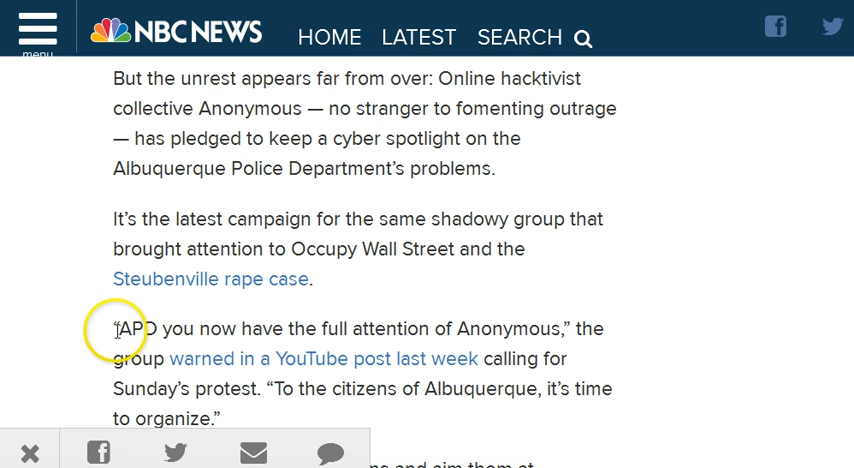 NBC NEWS HOME LATEST SEARCH
menu
But the unrest appears far from over: Online hacktivist
collective Anonymous — no stranger to fomenting outrage
— has pledged to keep a cyber spotlight on the
Albuquerque Police Department’s problems.
It’s the latest campaign for the same shadowy group that
brought attention to Occupy Wall Street and the
Steubenville rape case.
“APD you now have the full attention of Anonymous,” the
group warned in a YouTube post last week calling for
Sunday’s protest. “To the citizens of Albuquerque, it’s time
to organize.”
and aim them at